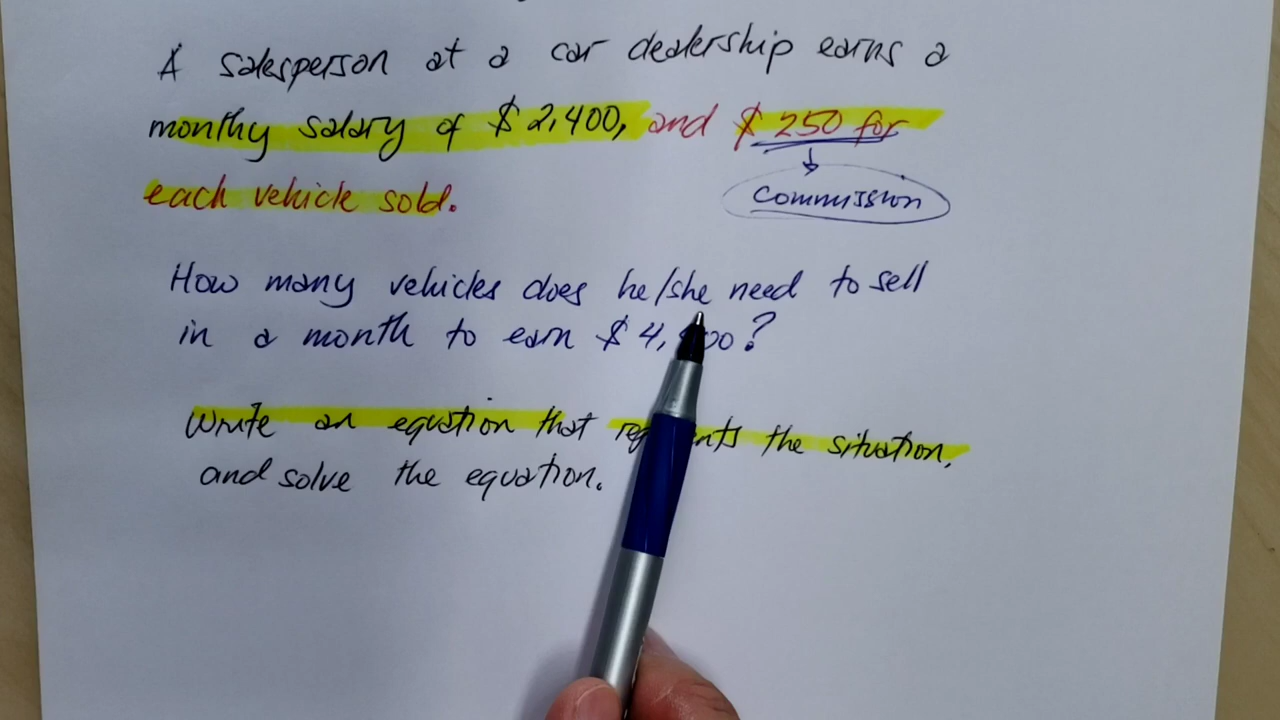 A salesperson at a car dealership earns a
monthy salary of $2,400, and $250 for
each vehicle sold.
commission
How many vehicles does he/she need to sell
in a month to earn
Write an equation that the situation,
and solve the equation.